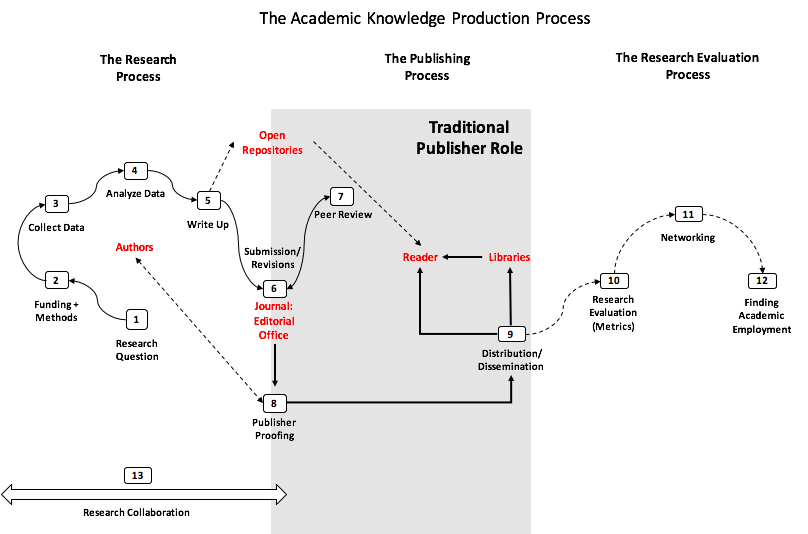 The Academic Knowledge Production Process
The Research
Process
The Publishing
Process
The Research Evaluation
Process
Traditional
Publisher Role
Open
Repositories
4
Analyze Data
5
Write Up
7
Peer Review
3
Collect Data
11
Networking
Authors
Submission/
Revisions
Reader
Libraries
2
Funding +
Methods
6
Journal:
Editorial
Office
10
Research
Evaluation
(Metrics)
12
Finding
Academic
Employment
1
Research
Question
9
Distribution/
Dissemination
8
Publisher
Proofing
13
Research Collaboration